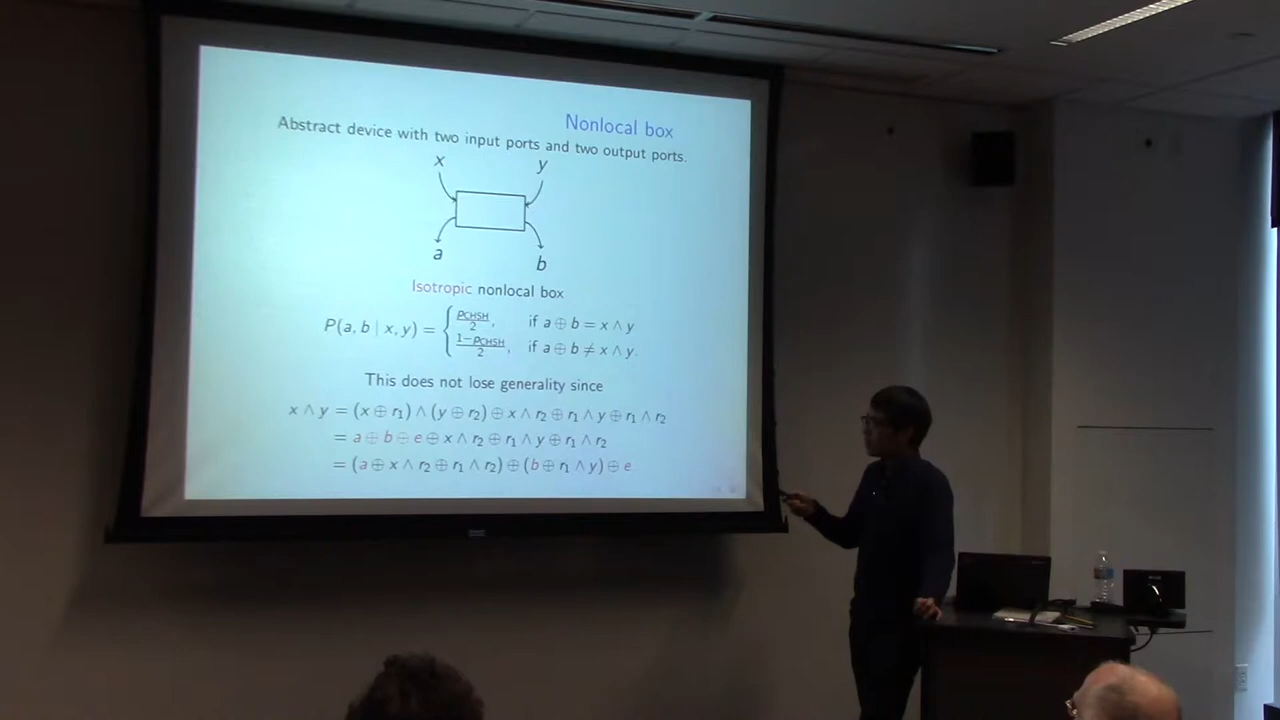 Nonlocal box
Abstract device with two input ports and two output ports.
x y
a b
Isotropic nonlocal box
P(a, b | x, y) = { pCHSH/2, if a ⊕ b = x ∧ y
1−pCHSH/2, if a ⊕ b ≠ x ∧ y.
This does not lose generality since
x ∧ y = (x ⊕ r₁) ∧ (y ⊕ r₂) ⊕ x ∧ r₂ ⊕ r₁ ∧ y ⊕ r₁ ∧ r₂
= a ⊕ b ⊕ e ⊕ x ∧ r₂ ⊕ r₁ ∧ y ⊕ r₁ ∧ r₂
= (a ⊕ x ∧ r₂ ⊕ r₁ ∧ r₂) ⊕ (b ⊕ r₁ ∧ y) ⊕ e